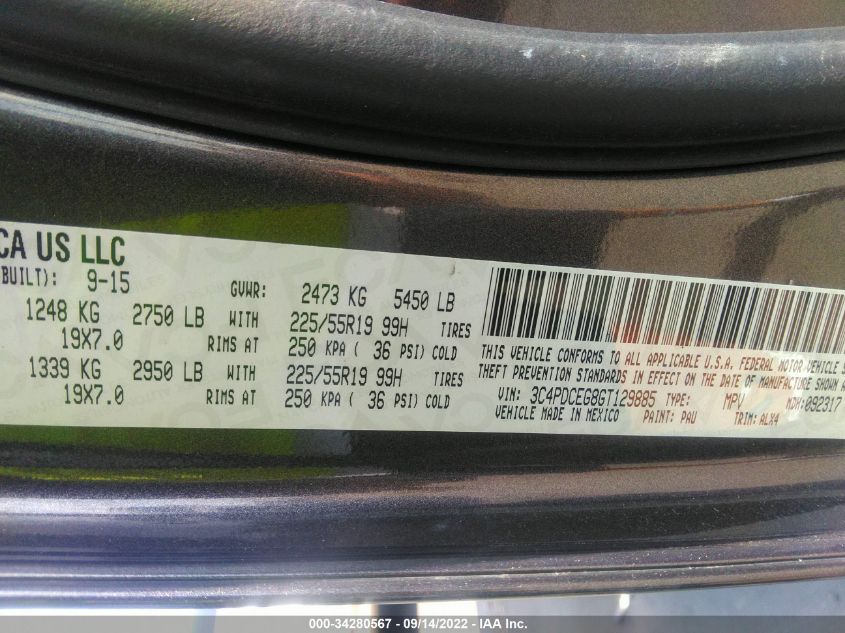 CA US LLC
BUILT): 9-15 GVWR: 2473 KG 5450 LB
1248 KG 2750 LB WITH 225/55R19 99H TIRES
19X7.0 RIMS AT 250 KPA ( 36 PSI) COLD
1339 KG 2950 LB WITH 225/55R19 99H TIRES
19X7.0 RIMS AT 250 KPA ( 36 PSI) COLD
THIS VEHICLE CONFORMS TO ALL APPLICABLE U.S.A. FEDERAL MOTOR VEHICLE S
THEFT PREVENTION STANDARDS IN EFFECT ON THE DATE OF MANUFACTURE SHOWN A
VIN: 3C4PDCEG8GT129885 TYPE: MPV MDH:092317
VEHICLE MADE IN MEXICO PAINT: PAU TRIM: ALX4
000-34280567 - 09/14/2022 - IAA Inc.